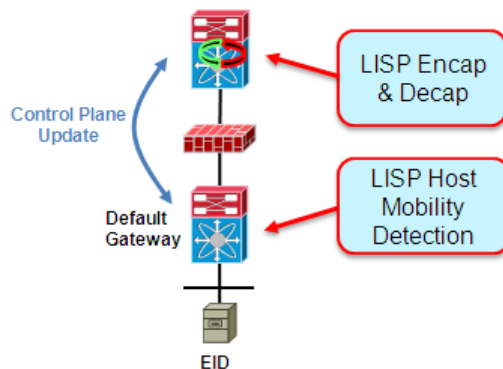 LISP Encap
& Decap
Control Plane
Update
LISP Host
Mobility
Detection
Default
Gateway
EID